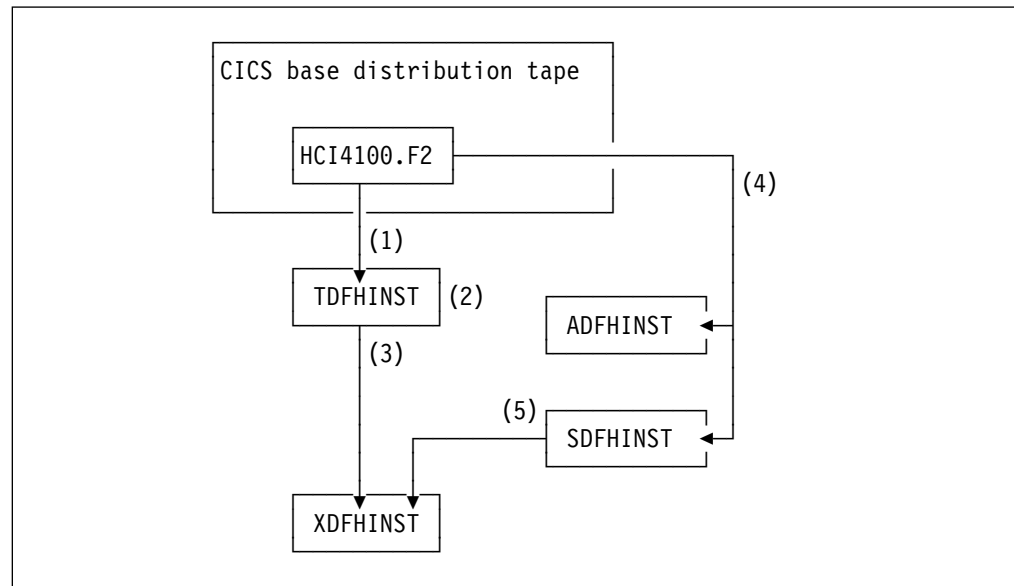 CICS base distribution tape
HCI4100.F2
(4)
(1)
TDFHINST (2)
ADFHINST
(3)
(5)
SDFHINST
XDFHINST